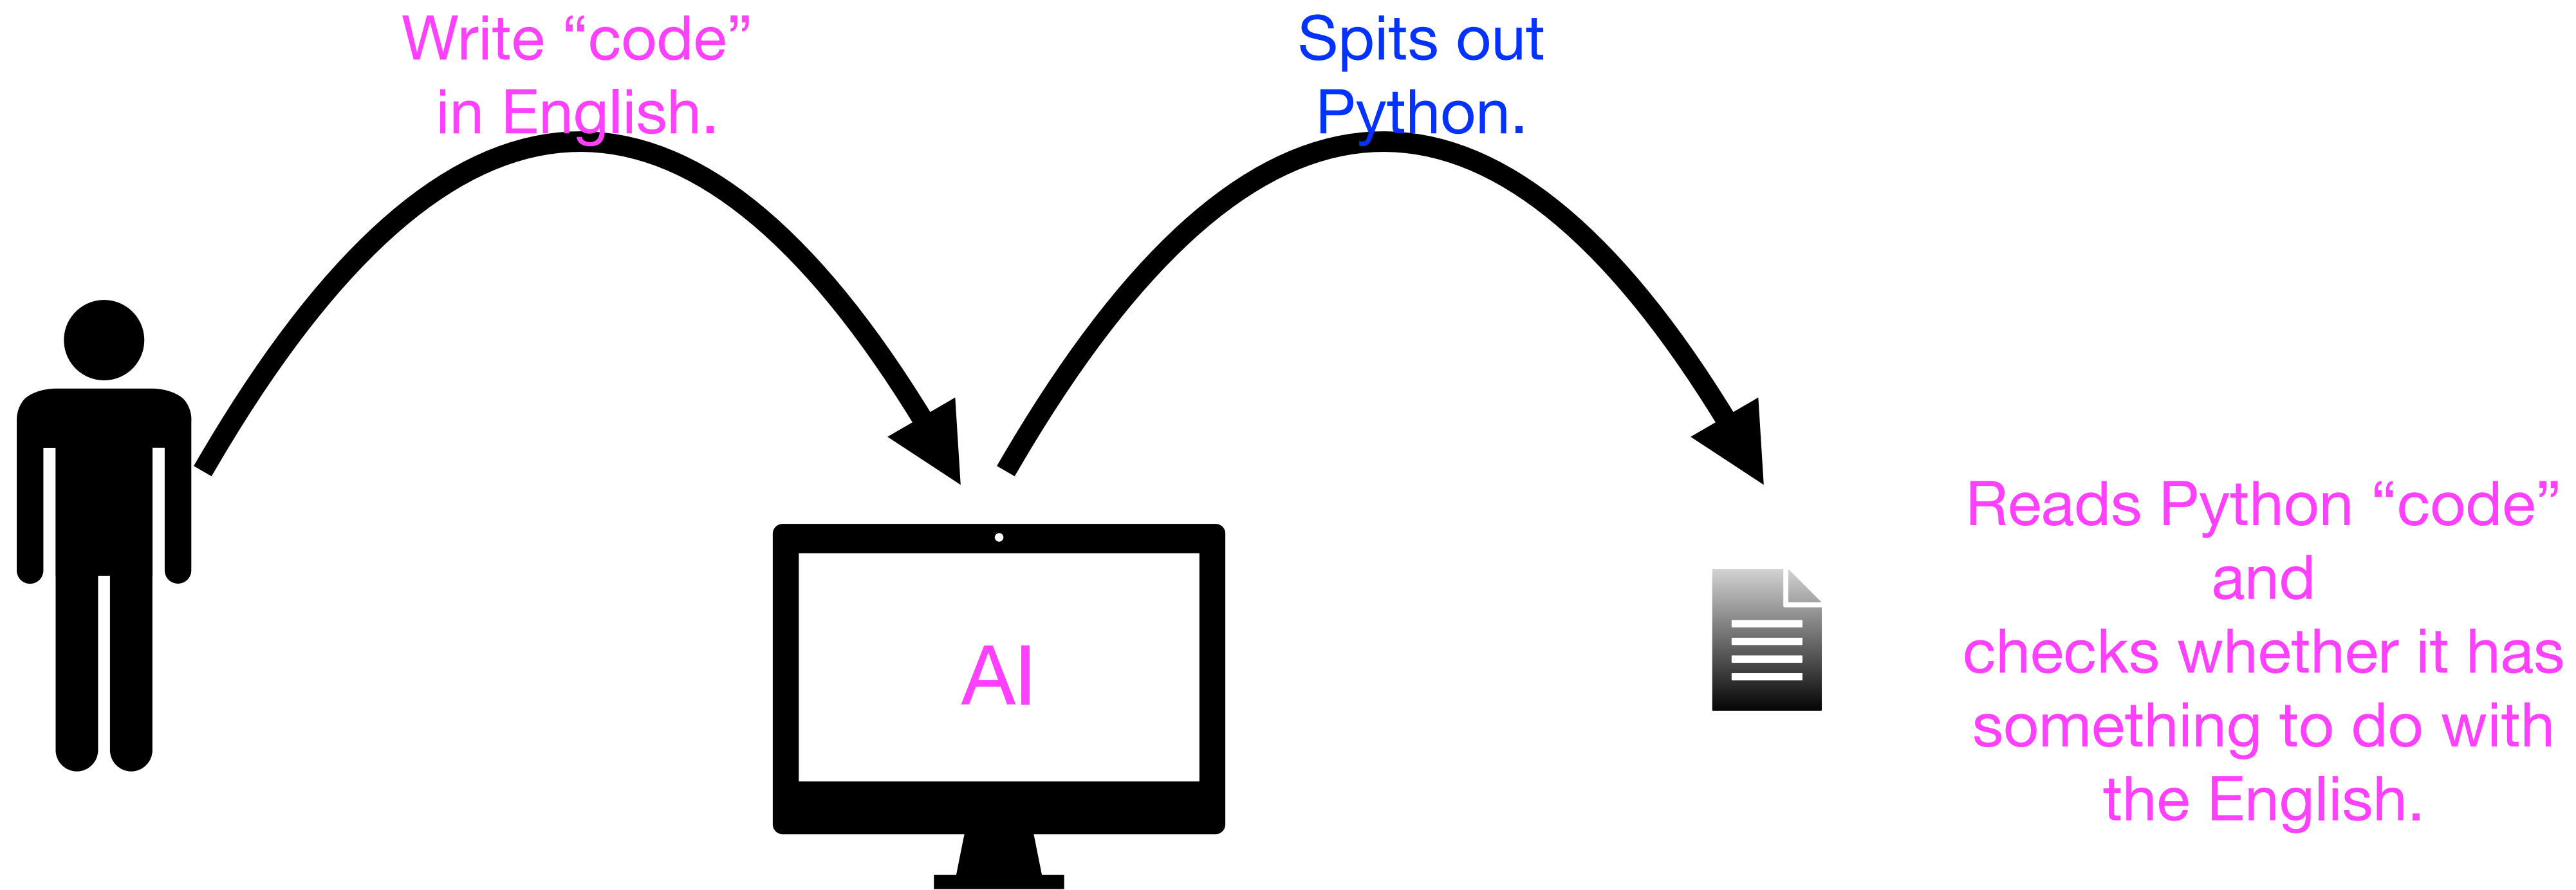 Write “code”
in English.
Spits out
Python.
AI
Reads Python “code”
and
checks whether it has
something to do with
the English.